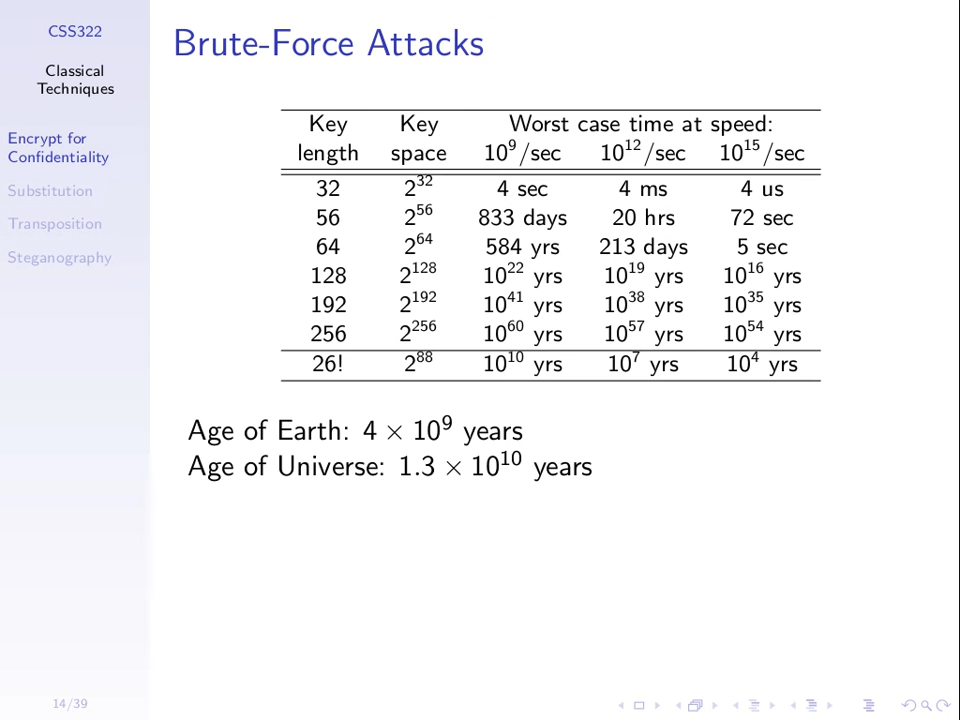 CSS322
Classical
Techniques
Encrypt for
Confidentiality
Substitution
Transposition
Steganography
14/39
Brute-Force Attacks
Key Key Worst case time at speed:
length space 10⁹/sec 10¹²/sec 10¹⁵/sec
32 2³² 4 sec 4 ms 4 us
56 2⁵⁶ 833 days 20 hrs 72 sec
64 2⁶⁴ 584 yrs 213 days 5 sec
128 2¹²⁸ 10²² yrs 10¹⁹ yrs 10¹⁶ yrs
192 2¹⁹² 10⁴¹ yrs 10³⁸ yrs 10³⁵ yrs
256 2²⁵⁶ 10⁶⁰ yrs 10⁵⁷ yrs 10⁵⁴ yrs
26! 2⁸⁸ 10¹⁰ yrs 10⁷ yrs 10⁴ yrs
Age of Earth: 4 × 10⁹ years
Age of Universe: 1.3 × 10¹⁰ years